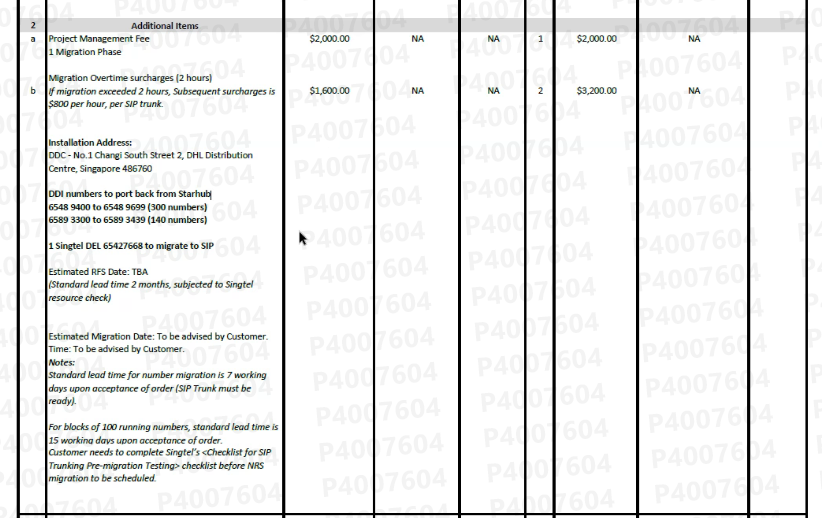 2 Additional Items
a Project Management Fee $2,000.00 NA NA 1 $2,000.00 NA
1 Migration Phase
Migration Overtime surcharges (2 hours)
b If migration exceeded 2 hours, Subsequent surcharges is $1,600.00 NA NA 2 $3,200.00 NA
$800 per hour, per SIP trunk.
Installation Address:
DDC - No.1 Changi South Street 2, DHL Distribution
Centre, Singapore 486760
DDI numbers to port back from Starhub
6548 9400 to 6548 9699 (300 numbers)
6589 3300 to 6589 3439 (140 numbers)
1 Singtel DEL 65427668 to migrate to SIP
Estimated RFS Date: TBA
(Standard lead time 2 months, subjected to Singtel
resource check)
Estimated Migration Date: To be advised by Customer.
Time: To be advised by Customer.
Notes:
Standard lead time for number migration is 7 working
days upon acceptance of order (SIP Trunk must be
ready).
For blocks of 100 running numbers, standard lead time is
15 working days upon acceptance of order.
Customer needs to complete Singtel's <Checklist for SIP
Trunking Pre-migration Testing> checklist before NRS
migration to be scheduled.
P4007604